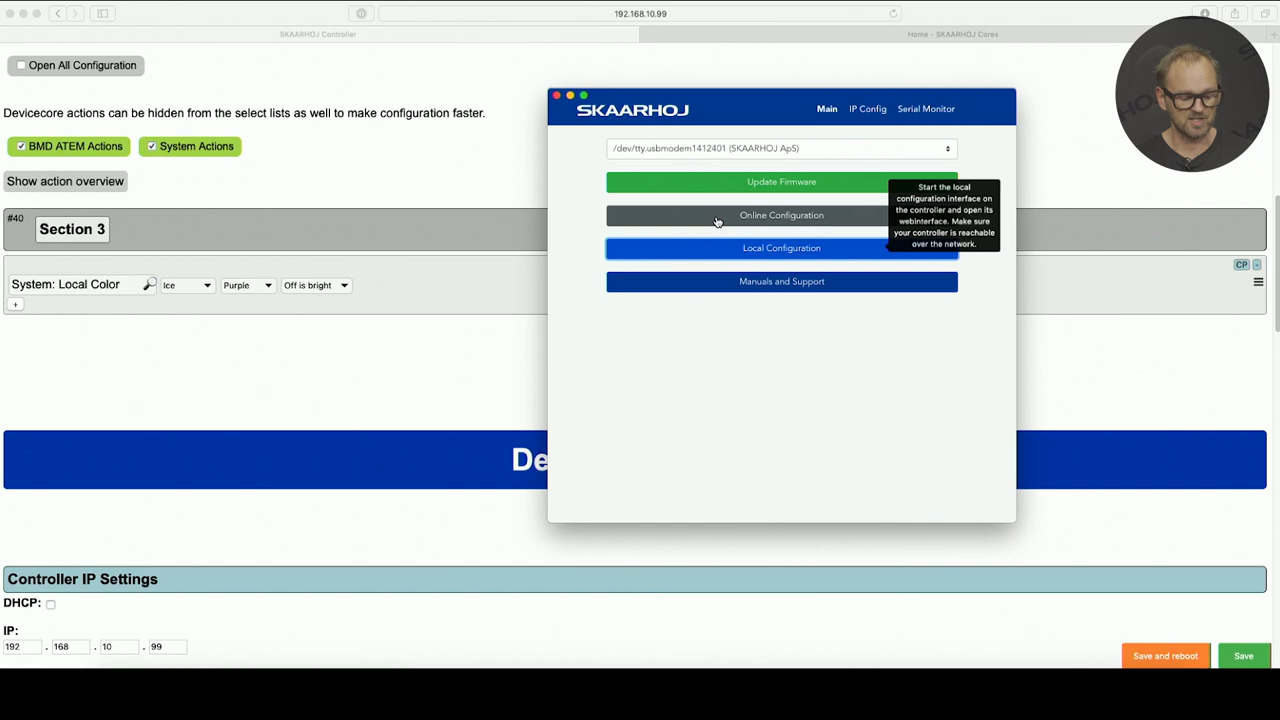 192.168.10.99
SKAARHOJ Controller
Home - SKAARHOJ Cores
Open All Configuration
Devicecore actions can be hidden from the select lists as well to make configuration faster.
BMD ATEM Actions
System Actions
Show action overview
#40
Section 3
System: Local Color
Ice
Purple
Off is bright
+
CP
-
SKAARHOJ
Main
IP Config
Serial Monitor
/dev/tty.usbmodem1412401 (SKAARHOJ ApS)
Update Firmware
Online Configuration
Local Configuration
Manuals and Support
Start the local
configuration interface on
the controller and open its
webinterface. Make sure
your controller is reachable
over the network.
De
Controller IP Settings
DHCP:
IP:
192 . 168 . 10 . 99
Save and reboot
Save